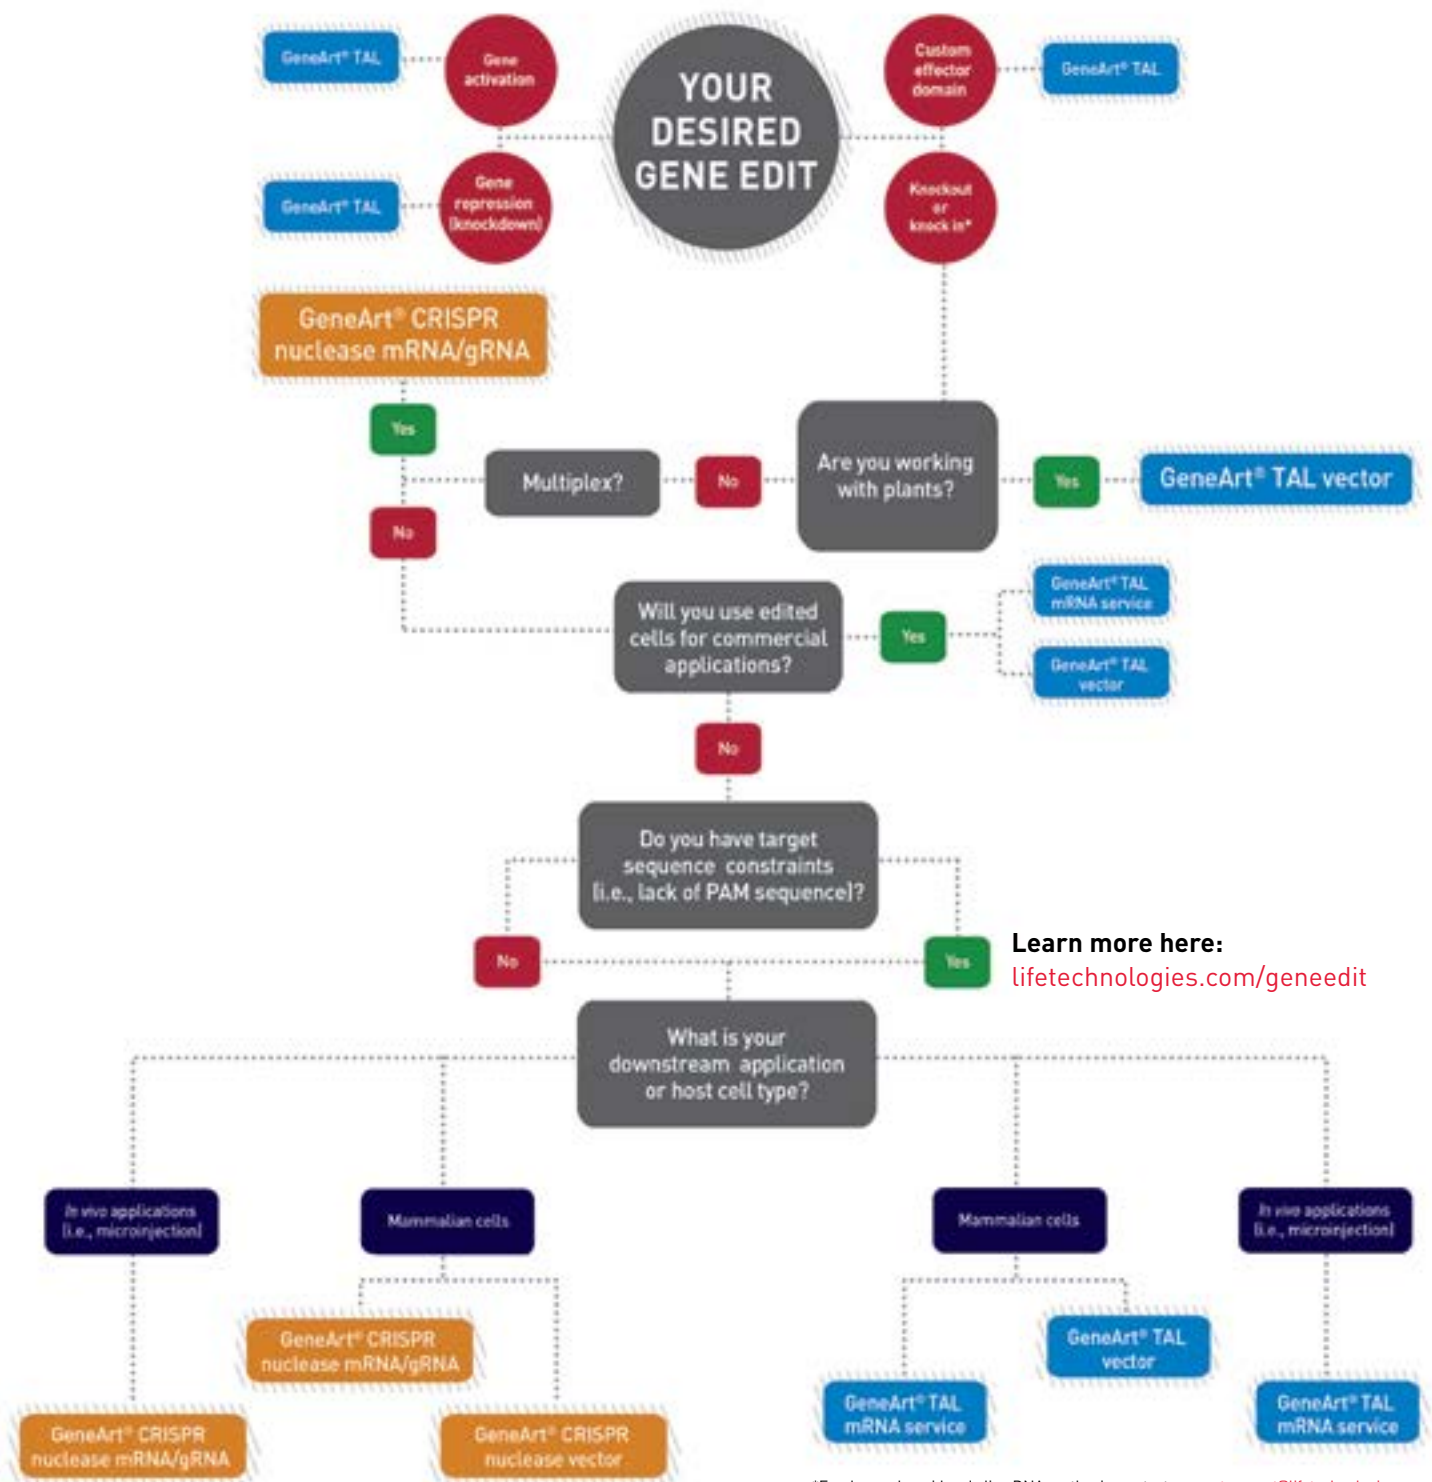 GeneArt® TAL
Gene
activation
YOUR
DESIRED
GENE EDIT
Custom
effector
domain
GeneArt® TAL
GeneArt® TAL
Gene
repression
(knockdown)
Knockout
or
knock in*
GeneArt® CRISPR
nuclease mRNA/gRNA
Yes
Multiplex?
No
Are you working
with plants?
Yes
GeneArt® TAL vector
No
Will you use edited
cells for commercial
applications?
Yes
GeneArt® TAL
mRNA service
GeneArt® TAL
vector
No
Do you have target
sequence constraints
(i.e., lack of PAM sequence)?
No
Yes
Learn more here:
lifetechnologies.com/geneedit
What is your
downstream application
or host cell type?
In vivo applications
(i.e., microinjection)
Mammalian cells
Mammalian cells
In vivo applications
(i.e., microinjection)
GeneArt® CRISPR
nuclease mRNA/gRNA
GeneArt® TAL
vector
GeneArt® CRISPR
nuclease mRNA/gRNA
GeneArt® CRISPR
nuclease vector
GeneArt® TAL
mRNA service
GeneArt® TAL
mRNA service